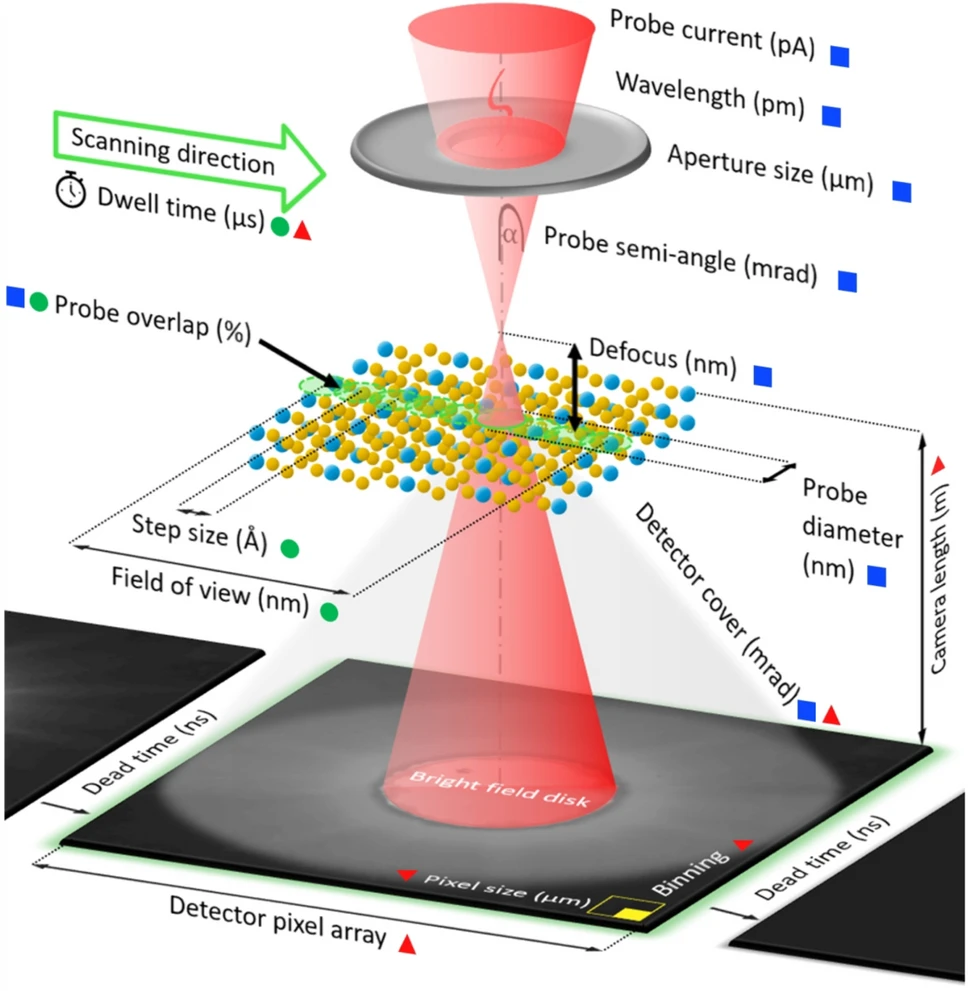 Probe current (pA)
Wavelength (pm)
Scanning direction
Aperture size (μm)
Dwell time (μs)
α
Probe semi-angle (mrad)
Probe overlap (%)
Defocus (nm)
Probe
diameter
(nm)
Step size (Å)
Field of view (nm)
Detector cover (mrad)
Camera length (m)
Dead time (ns)
Bright field disk
Pixel size (μm)
Binning
Dead time (ns)
Detector pixel array